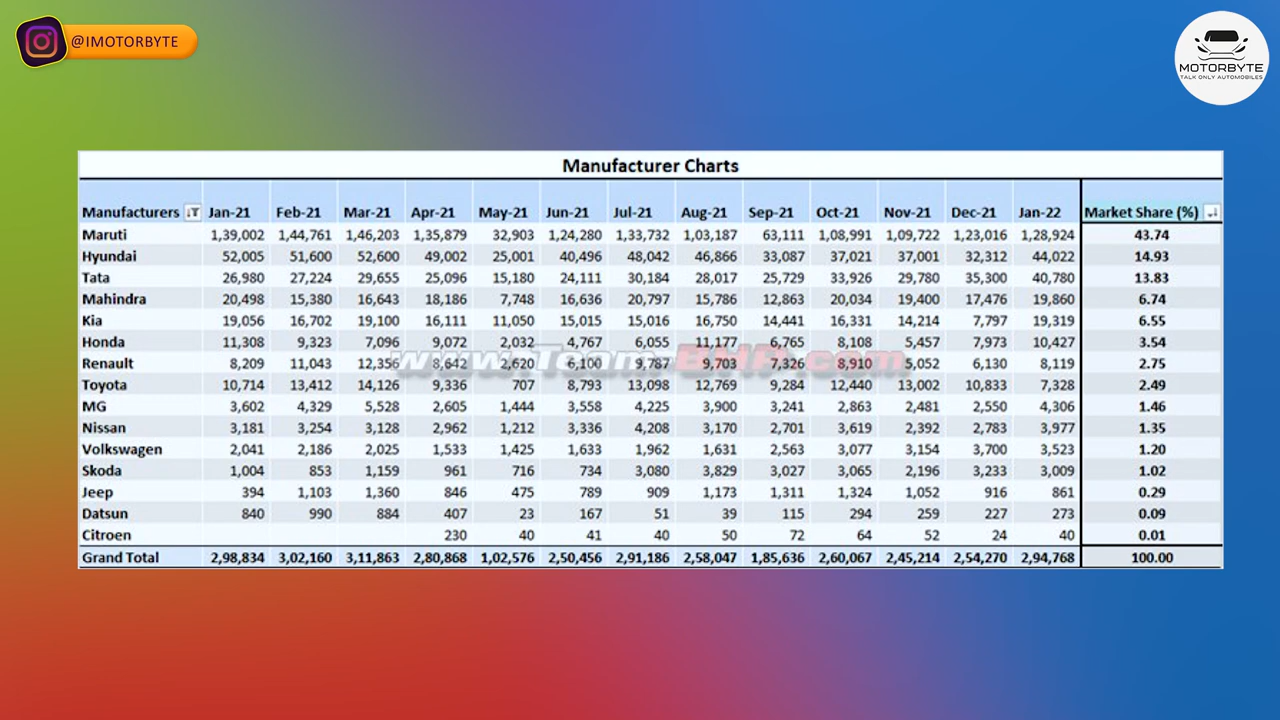 @IMOTORBYTE
MOTORBYTE
TALK ONLY AUTOMOBILES
Manufacturer Charts
Manufacturers Jan-21 Feb-21 Mar-21 Apr-21 May-21 Jun-21 Jul-21 Aug-21 Sep-21 Oct-21 Nov-21 Dec-21 Jan-22 Market Share (%)
Maruti 1,39,002 1,44,761 1,46,203 1,35,879 32,903 1,24,280 1,33,732 1,03,187 63,111 1,08,991 1,09,722 1,23,016 1,28,924 43.74
Hyundai 52,005 51,600 52,600 49,002 25,001 40,496 48,042 46,866 33,087 37,021 37,001 32,312 44,022 14.93
Tata 26,980 27,224 29,655 25,096 15,180 24,111 30,184 28,017 25,729 33,926 29,780 35,300 40,780 13.83
Mahindra 20,498 15,380 16,643 18,186 7,748 16,636 20,797 15,786 12,863 20,034 19,400 17,476 19,860 6.74
Kia 19,056 16,702 19,100 16,111 11,050 15,015 15,016 16,750 14,441 16,331 14,214 7,797 19,319 6.55
Honda 11,308 9,323 7,096 9,072 2,032 4,767 6,055 11,177 6,765 8,108 5,457 7,973 10,427 3.54
www.Team-BHP.com
Renault 8,209 11,043 12,356 8,642 2,620 6,100 9,787 9,703 7,326 8,910 5,052 6,130 8,119 2.75
Toyota 10,714 13,412 14,126 9,336 707 8,793 13,098 12,769 9,284 12,440 13,002 10,833 7,328 2.49
MG 3,602 4,329 5,528 2,605 1,444 3,558 4,225 3,900 3,241 2,863 2,481 2,550 4,306 1.46
Nissan 3,181 3,254 3,128 2,962 1,212 3,336 4,208 3,170 2,701 3,619 2,392 2,783 3,977 1.35
Volkswagen 2,041 2,186 2,025 1,533 1,425 1,633 1,962 1,631 2,563 3,077 3,154 3,700 3,523 1.20
Skoda 1,004 853 1,159 961 716 734 3,080 3,829 3,027 3,065 2,196 3,233 3,009 1.02
Jeep 394 1,103 1,360 846 475 789 909 1,173 1,311 1,324 1,052 916 861 0.29
Datsun 840 990 884 407 23 167 51 39 115 294 259 227 273 0.09
Citroen 230 40 41 40 50 72 64 52 24 40 0.01
Grand Total 2,98,834 3,02,160 3,11,863 2,80,868 1,02,576 2,50,456 2,91,186 2,58,047 1,85,636 2,60,067 2,45,214 2,54,270 2,94,768 100.00